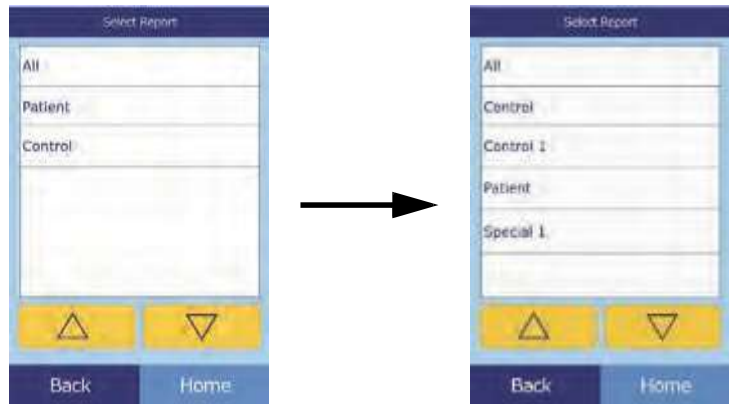 Select Report
All
Patient
Control
Back Home
Select Report
All
Control
Control 1
Patient
Special 1
Back Home